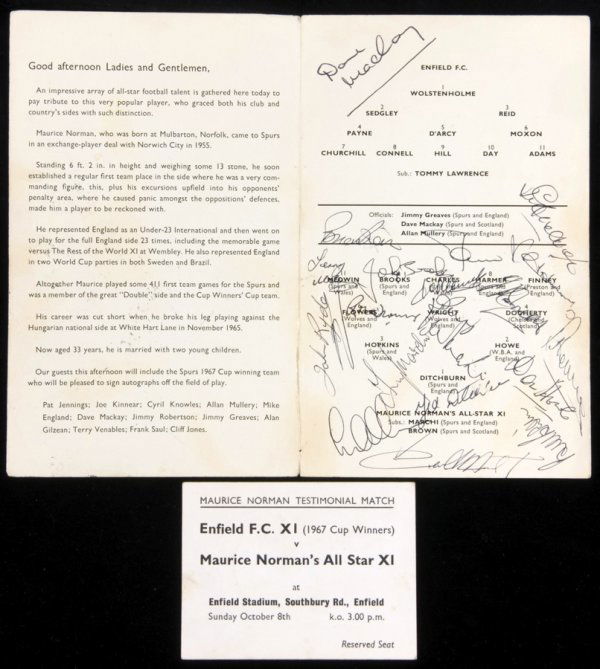 Good afternoon Ladies and Gentlemen,
An impressive array of all-star football talent is gathered here today to
pay tribute to this very popular player, who graced both his club and
country's sides with such distinction.
Maurice Norman, who was born at Mulbarton, Norfolk, came to Spurs
in an exchange-player deal with Norwich City in 1955.
Standing 6 ft. 2 in. in height and weighing some 13 stone, he soon
established a regular first team place in the side where he was a very com-
manding figure, this, plus his excursions upfield into his opponents'
penalty area, where he caused panic amongst the oppositions' defences,
made him a player to be reckoned with.
He represented England as an Under-23 International and then went on
to play for the full England side 23 times, including the memorable game
versus The Rest of the World XI at Wembley. He also represented England
in two World Cup parties in both Sweden and Brazil.
Altogether Maurice played some 411 first team games for the Spurs and
was a member of the great "Double" side and the Cup Winners' Cup team.
His career was cut short when he broke his leg playing against the
Hungarian national side at White Hart Lane in November 1965.
Now aged 33 years, he is married with two young children.
Our guests this afternoon will include the Spurs 1967 Cup winning team
who will be pleased to sign autographs off the field of play.
Pat Jennings; Joe Kinnear; Cyril Knowles; Allan Mullery; Mike
England; Dave Mackay; Jimmy Robertson; Jimmy Greaves; Alan
Gilzean; Terry Venables; Frank Saul; Cliff Jones.
Dave Mackay
ENFIELD F.C.
1
WOLSTENHOLME
2 3
SEDGLEY REID
4 5 6
PAYNE D'ARCY MOXON
7 8 9 10 11
CHURCHILL CONNELL HILL DAY ADAMS
Sub.: TOMMY LAWRENCE
Officials: Jimmy Greaves (Spurs and England)
Dave Mackay (Spurs and Scotland)
Allan Mullery (Spurs and England)
11 8
MEDWIN BROOKS CHARLES HARMER FINNEY
(Spurs and Wales) (Spurs and England) (Preston and England)
FLOWERS WRIGHT DOCHERTY
(Wolves and England) (Wolves and England) (Chelsea and Scotland)
3 2
HOPKINS HOWE
(Spurs and Wales) (W.B.A. and England)
1
DITCHBURN
(Spurs and England)
MAURICE NORMAN'S ALL-STAR XI
Subs.: MARCHI (Spurs and England)
BROWN (Spurs and Scotland)
MAURICE NORMAN TESTIMONIAL MATCH
Enfield F.C. XI (1967 Cup Winners)
v
Maurice Norman's All Star XI
at
Enfield Stadium, Southbury Rd., Enfield
Sunday October 8th k.o. 3.00 p.m.
Reserved Seat